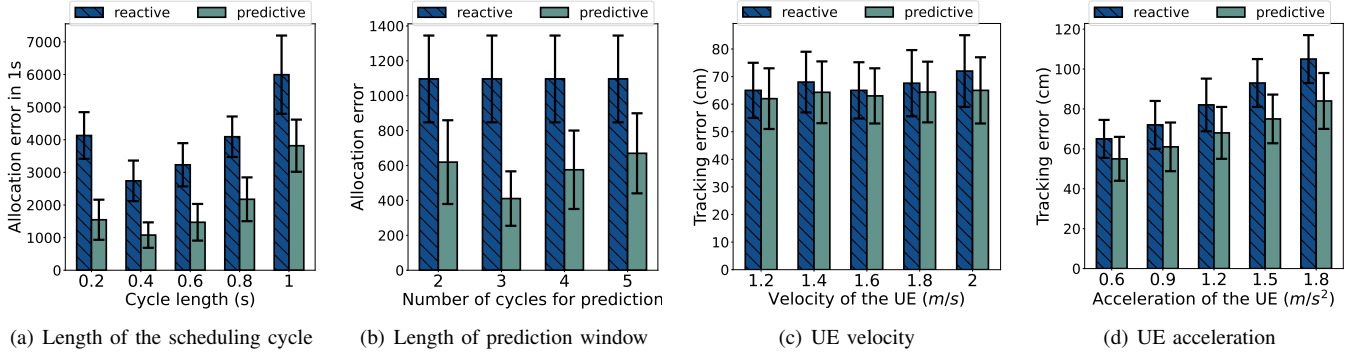 reactive predictive
Allocation error in 1s
7000
6000
5000
4000
3000
2000
1000
0
0.2 0.4 0.6 0.8 1
Cycle length (s)
(a) Length of the scheduling cycle
reactive predictive
Allocation error
1400
1200
1000
800
600
400
200
0
2 3 4 5
Number of cycles for prediction
(b) Length of prediction window
reactive predictive
Tracking error (cm)
80
70
60
50
40
30
20
10
0
1.2 1.4 1.6 1.8 2
Velocity of the UE (m/s)
(c) UE velocity
reactive predictive
Tracking error (cm)
120
100
80
60
40
20
0
0.6 0.9 1.2 1.5 1.8
Acceleration of the UE (m/s²)
(d) UE acceleration